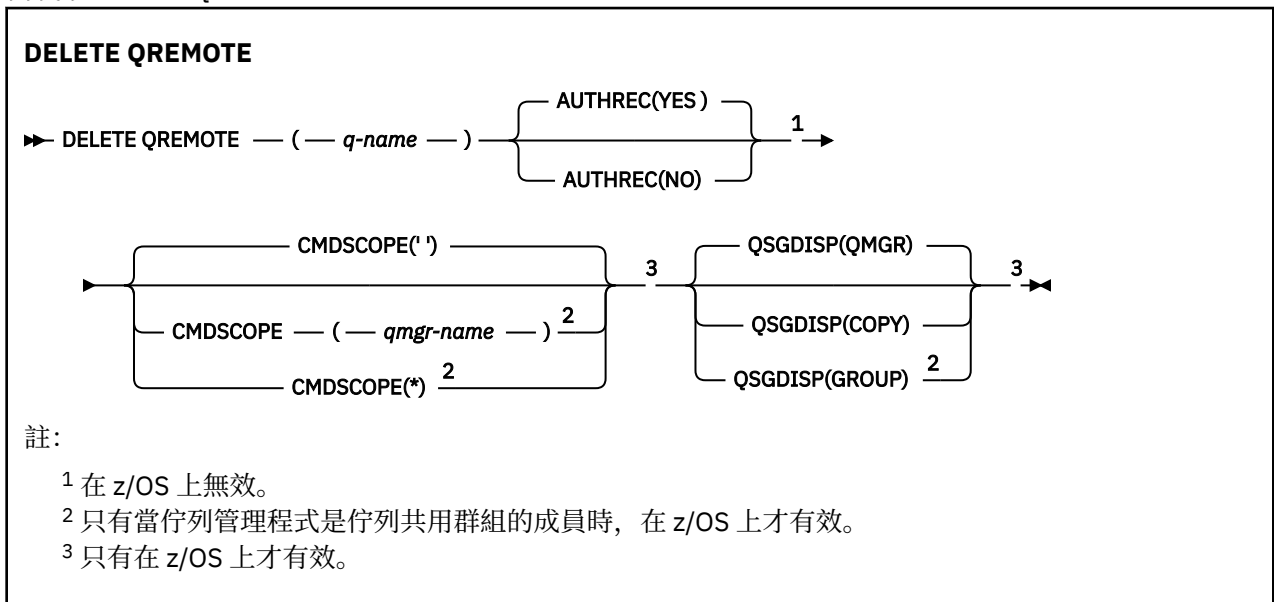 DELETE QREMOTE
AUTHREC(YES )
DELETE QREMOTE ( q-name ) 1
AUTHREC(NO)
CMDSCOPE(' ') QSGDISP(QMGR)
3 3
CMDSCOPE ( qmgr-name ) 2 QSGDISP(COPY)
CMDSCOPE(*) 2 QSGDISP(GROUP) 2
註:
1 在 z/OS 上無效。
2 只有當佇列管理程式是佇列共用群組的成員時，在 z/OS 上才有效。
3 只有在 z/OS 上才有效。